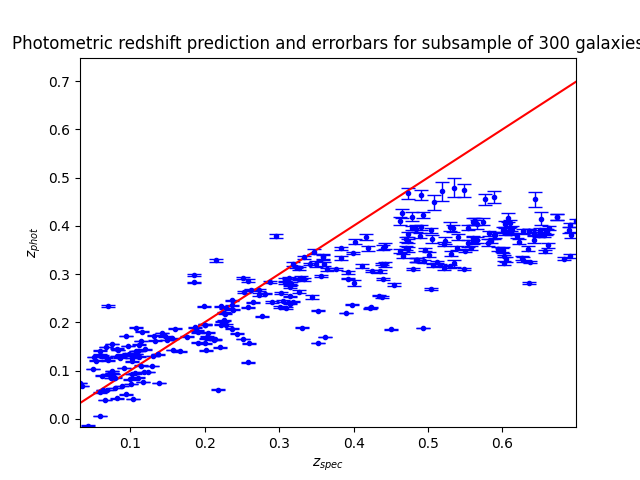 Photometric redshift prediction and errorbars for subsample of 300 galaxies
0.7
0.6
0.5
0.4
0.3
0.2
0.1
0.0
z_phot
0.1 0.2 0.3 0.4 0.5 0.6
z_spec